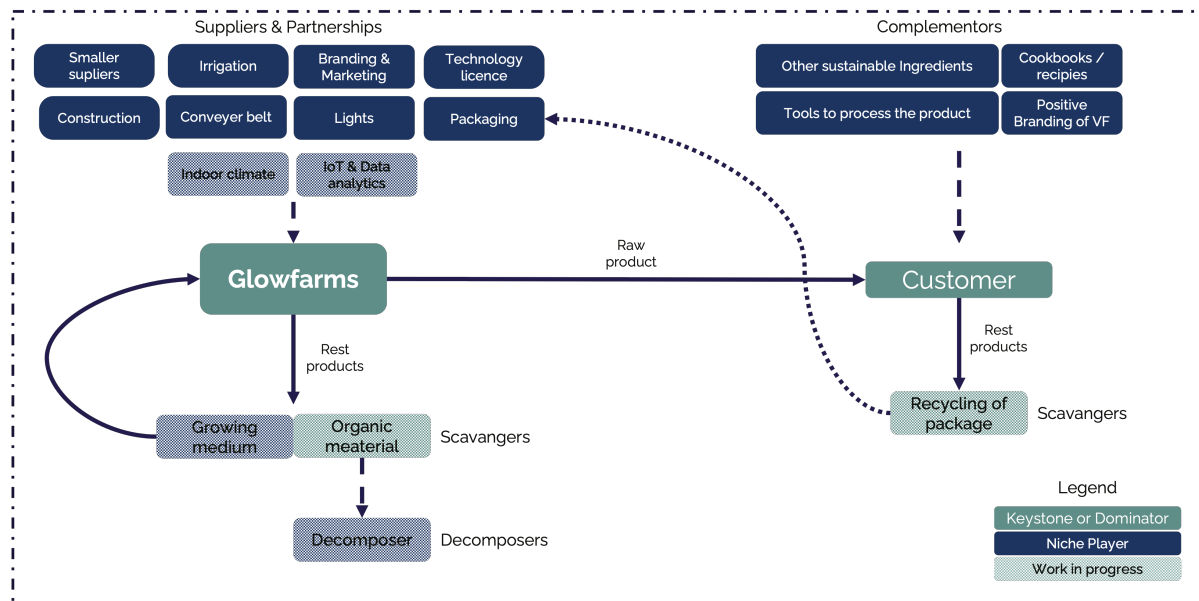 Suppliers & Partnerships
Smaller
supliers
Irrigation
Branding &
Marketing
Technology
licence
Construction
Conveyer belt
Lights
Packaging
Indoor climate
IoT & Data
analytics
Complementors
Other sustainable Ingredients
Cookbooks /
recipies
Tools to process the product
Positive
Branding of VF
Glowfarms
Raw
product
Customer
Rest
products
Rest
products
Growing
medium
Organic
meaterial
Scavangers
Recycling of
package
Scavangers
Decomposer
Decomposers
Legend
Keystone or Dominator
Niche Player
Work in progress